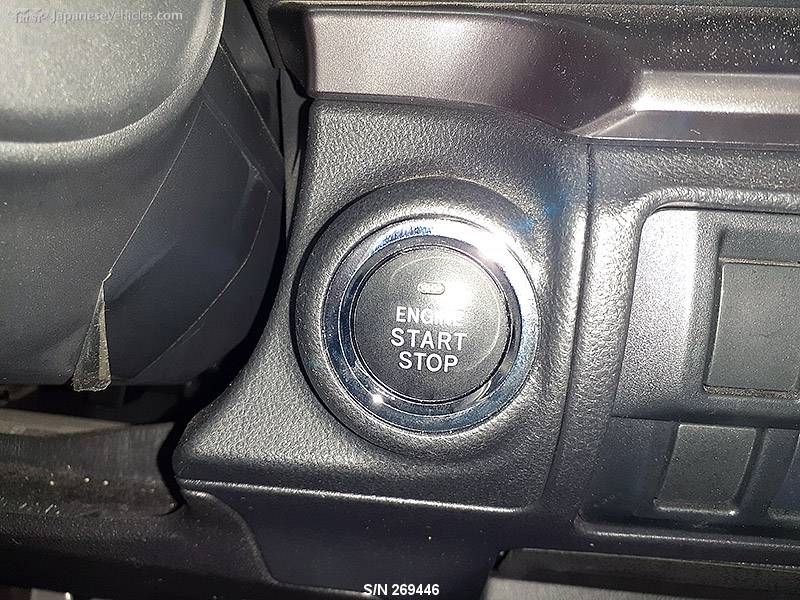 JapaneseVehicles.com
ENGINE
START
STOP
S/N 269446